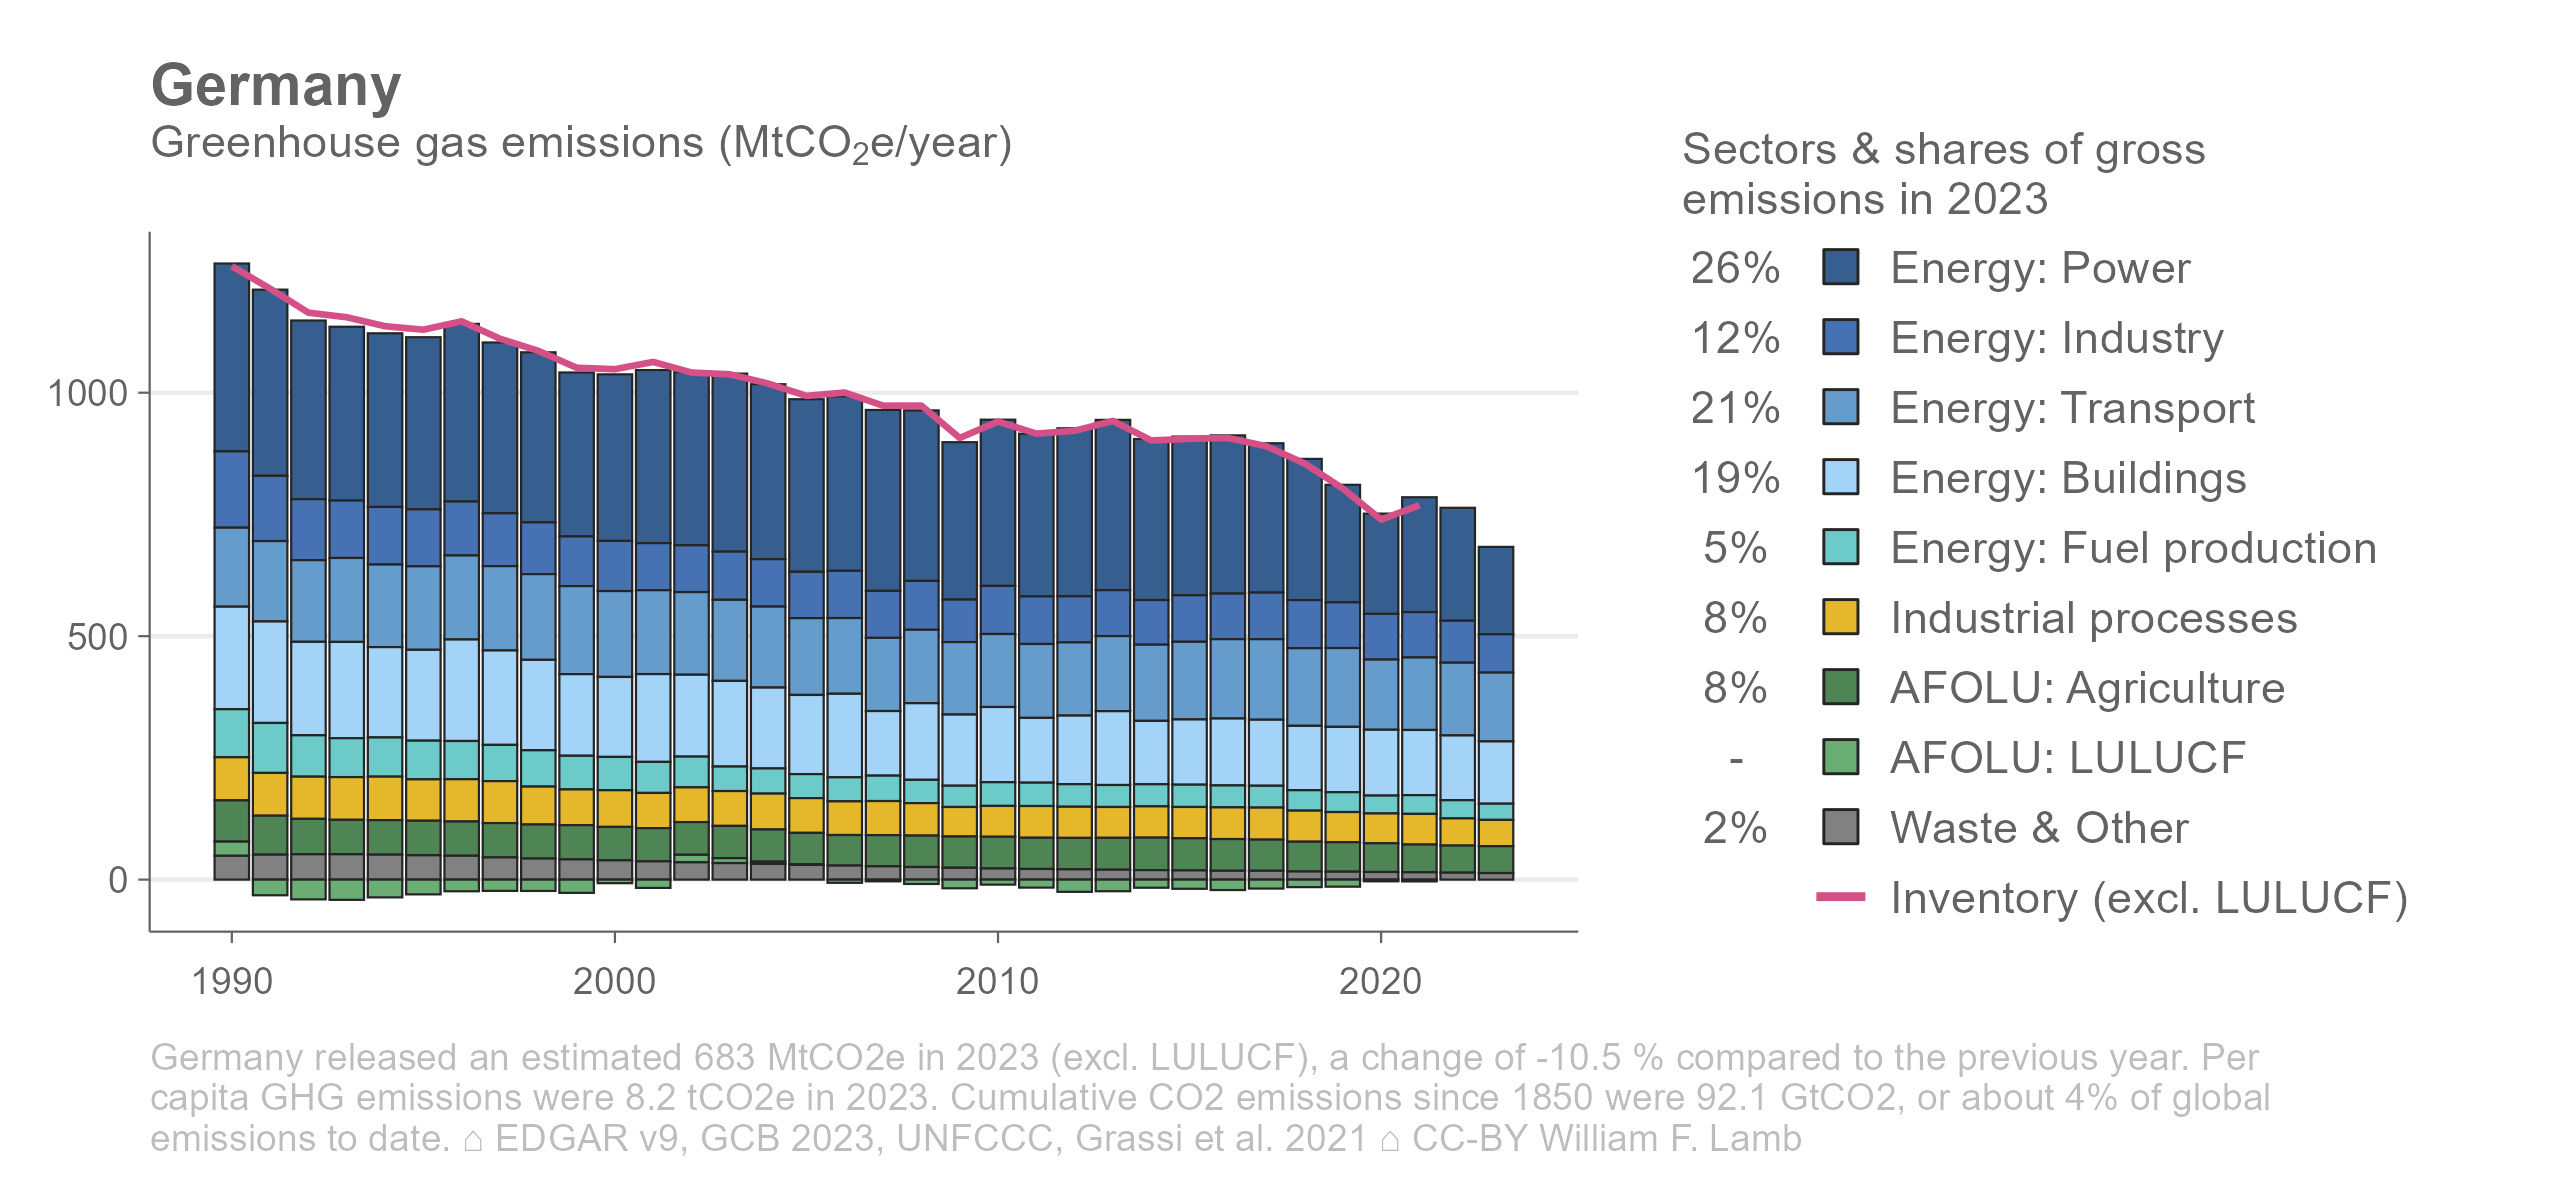 Germany
Greenhouse gas emissions (MtCO₂e/year)
1000
500
0
1990
2000
2010
2020
Sectors & shares of gross
emissions in 2023
26% Energy: Power
12% Energy: Industry
21% Energy: Transport
19% Energy: Buildings
5% Energy: Fuel production
8% Industrial processes
8% AFOLU: Agriculture
- AFOLU: LULUCF
2% Waste & Other
Inventory (excl. LULUCF)
Germany released an estimated 683 MtCO2e in 2023 (excl. LULUCF), a change of -10.5 % compared to the previous year. Per
capita GHG emissions were 8.2 tCO2e in 2023. Cumulative CO2 emissions since 1850 were 92.1 GtCO2, or about 4% of global
emissions to date. ⌂ EDGAR v9, GCB 2023, UNFCCC, Grassi et al. 2021 ⌂ CC-BY William F. Lamb